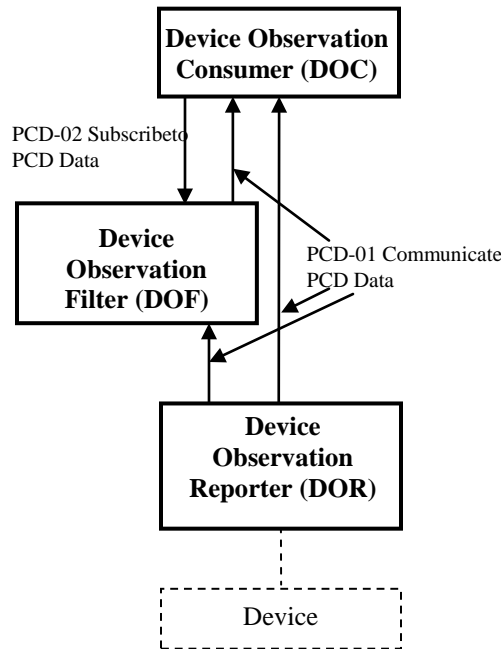 Device Observation
Consumer (DOC)
PCD-02 Subscribeto
PCD Data
Device
Observation
Filter (DOF)
PCD-01 Communicate
PCD Data
Device
Observation
Reporter (DOR)
Device